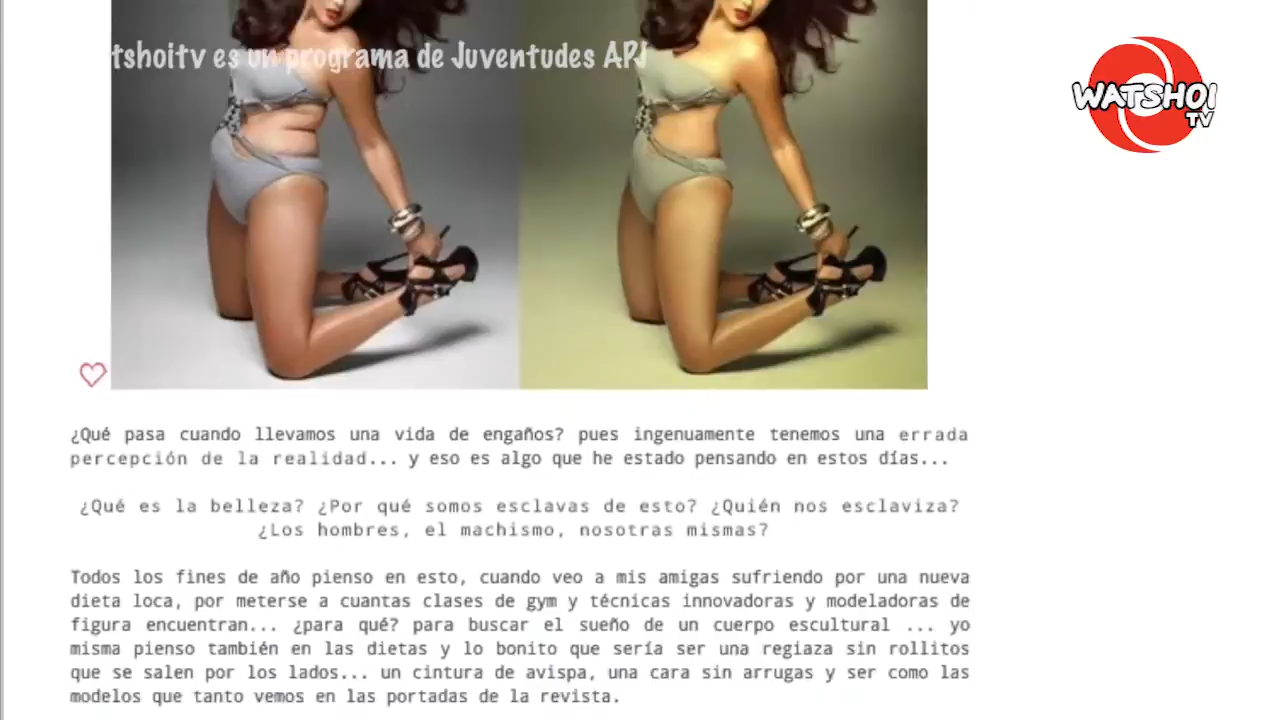 tshoitv es un programa de Juventudes APJ
WATSHO!
TV
¿Qué pasa cuando llevamos una vida de engaños? pues ingenuamente tenemos una errada
percepción de la realidad... y eso es algo que he estado pensando en estos días...
¿Qué es la belleza? ¿Por qué somos esclavas de esto? ¿Quién nos esclaviza?
¿Los hombres, el machismo, nosotras mismas?
Todos los fines de año pienso en esto, cuando veo a mis amigas sufriendo por una nueva
dieta loca, por meterse a cuantas clases de gym y técnicas innovadoras y modeladoras de
figura encuentran... ¿para qué? para buscar el sueño de un cuerpo escultural ... yo
misma pienso también en las dietas y lo bonito que sería ser una regiaza sin rollitos
que se salen por los lados... un cintura de avispa, una cara sin arrugas y ser como las
modelos que tanto vemos en las portadas de la revista.